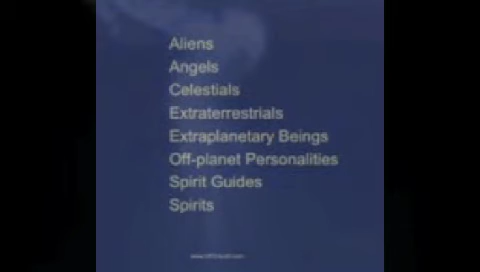 Aliens
Angels
Celestials
Extraterrestrials
Extraplanetary Beings
Off-planet Personalities
Spirit Guides
Spirits